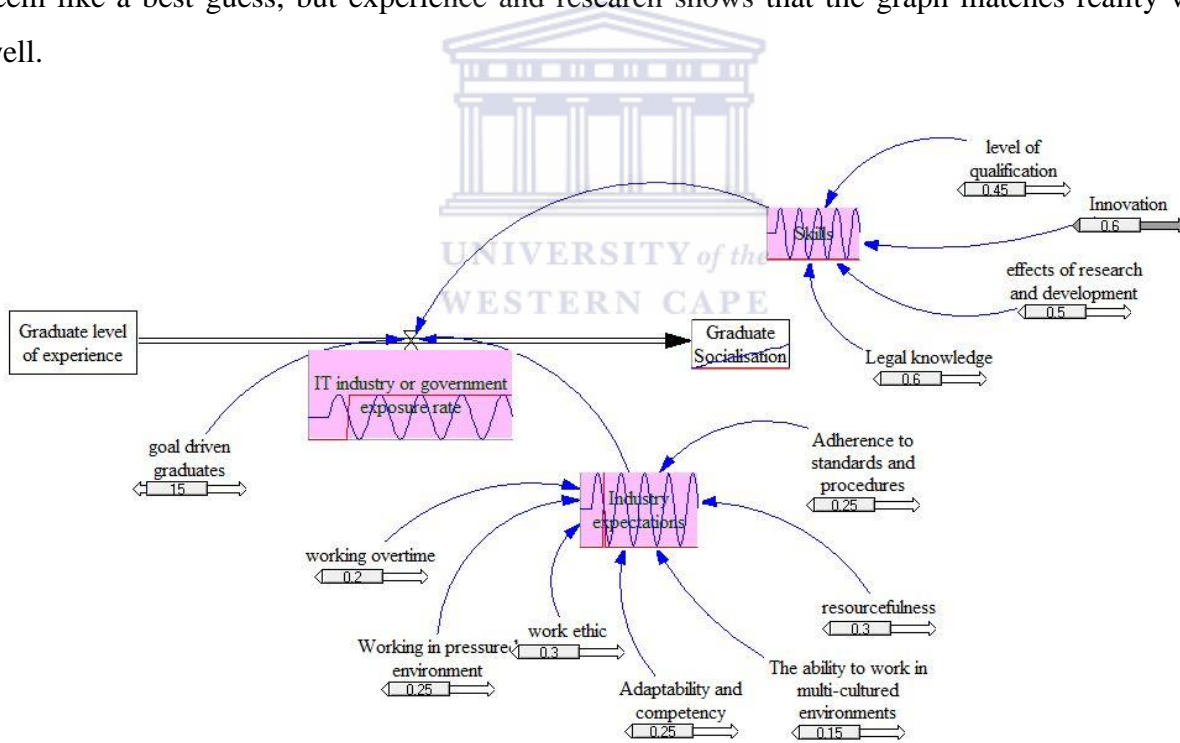 seem like a best guess, but experience and research shows that the graph matches reality
well.
level of
qualification
0.45
Innovation
0.6
Skills
UNIVERSITY of the
WESTERN CAPE
effects of research
and development
0.5
Graduate level
of experience
Graduate
Socialisation
Legal knowledge
0.6
IT industry or government
exposure rate
goal driven
graduates
15
Adherence to
standards and
procedures
0.25
Industry
expectations
working overtime
0.2
resourcefulness
0.3
work ethic
0.3
Working in pressure
environment
0.25
The ability to work in
multi-cultured
environments
0.15
Adaptability and
competency
0.25